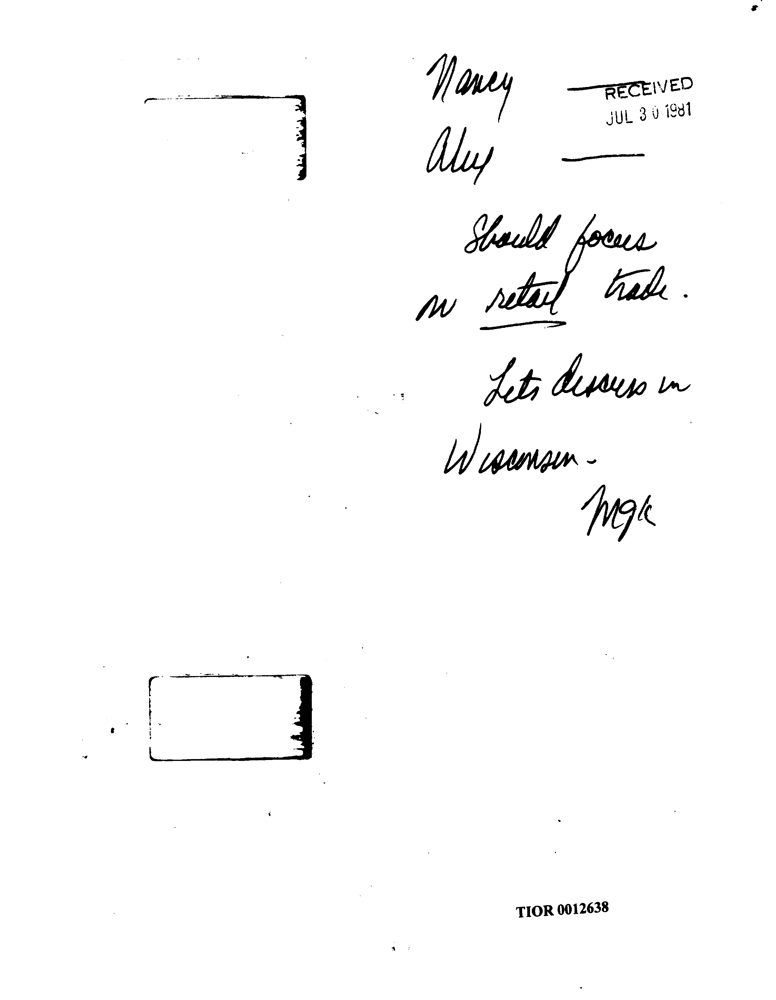 Nancy
RECEIVED
JUL 30 1981
Alex
Should focus
on retail trade.
Lets discuss in
Wisconsin -
MGK
TIOR 0012638